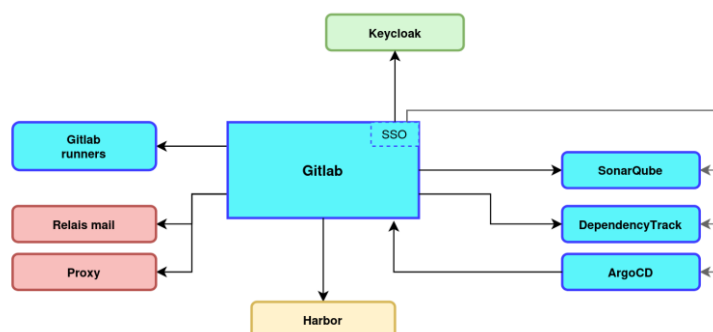 Keycloak
SSO
Gitlab
runners
Gitlab
SonarQube
Relais mail
DependencyTrack
Proxy
ArgoCD
Harbor